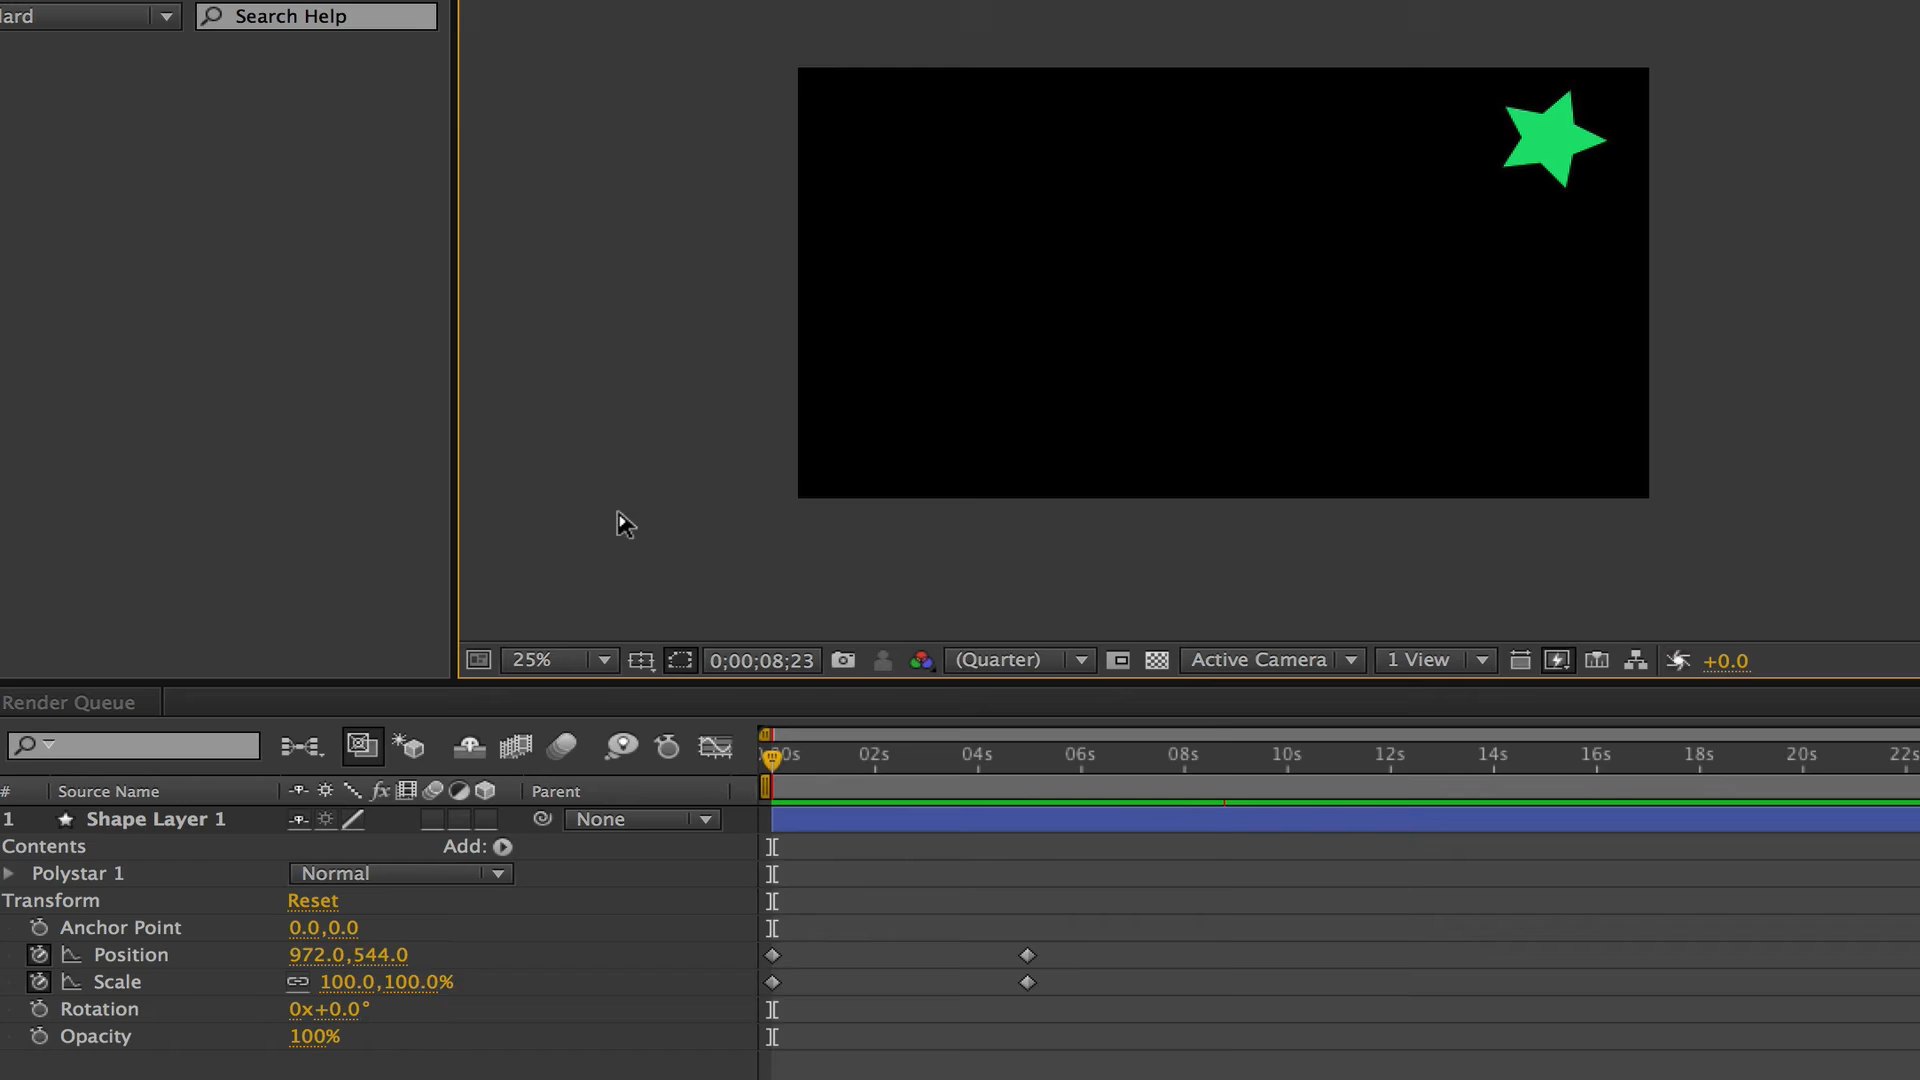 lard
Search Help
25%
0;00;08;23
(Quarter)
Active Camera
1 View
+0.0
Render Queue
00s 02s 04s 06s 08s 10s 12s 14s 16s 18s 20s 22s
# Source Name fx Parent
1 Shape Layer 1 None
Contents Add:
Polystar 1 Normal
Transform Reset
Anchor Point 0.0,0.0
Position 972.0,544.0
Scale 100.0,100.0%
Rotation 0x+0.0°
Opacity 100%